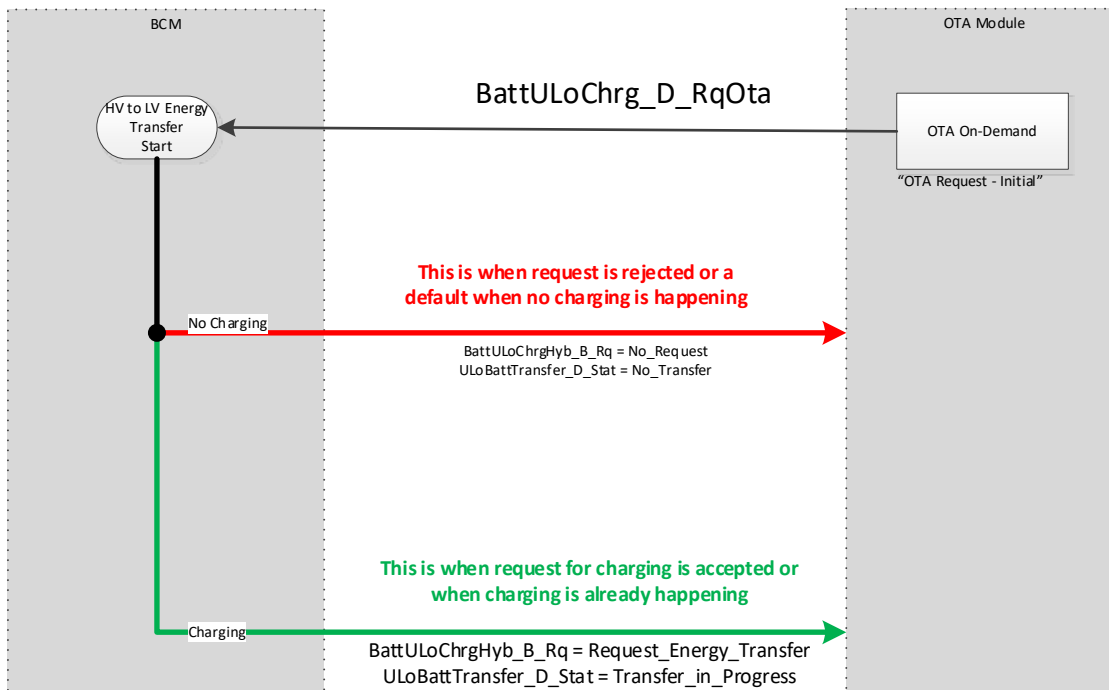 BCM
OTA Module
BattULoChrg_D_RqOta
HV to LV Energy
Transfer
Start
OTA On-Demand
“OTA Request - Initial”
This is when request is rejected or a
default when no charging is happening
No Charging
BattULoChrgHyb_B_Rq = No_Request
ULoBattTransfer_D_Stat = No_Transfer
This is when request for charging is accepted or
when charging is already happening
Charging
BattULoChrgHyb_B_Rq = Request_Energy_Transfer
ULoBattTransfer_D_Stat = Transfer_in_Progress